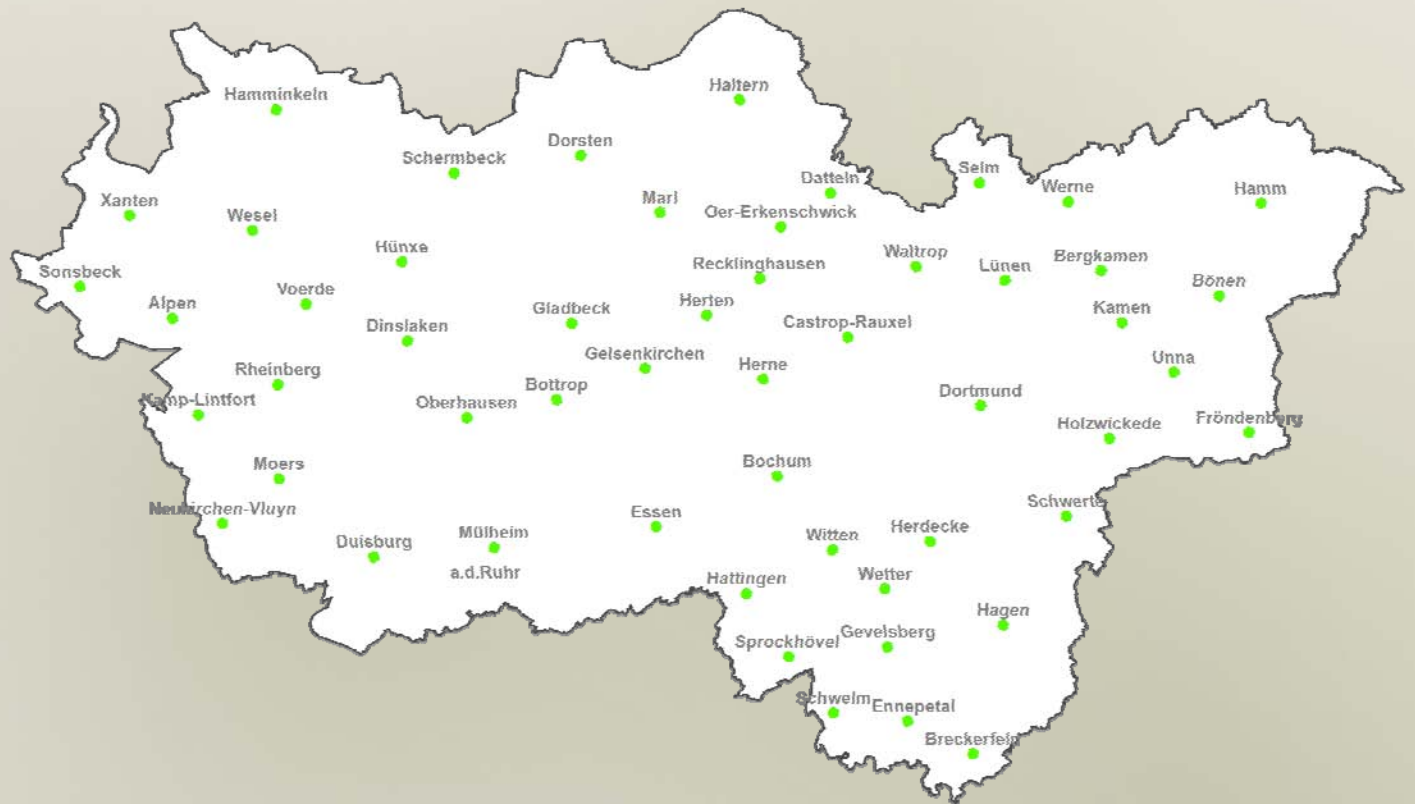 Haltern
Hamminkeln
Dorsten
Schermbeck
Selm
Datteln
Werne
Hamm
Marl
Xanten
Oer-Erkenschwick
Wesel
Hünxe
Waltrop
Bergkamen
Recklinghausen
Lünen
Sonsbeck
Bönen
Voerde
Alpen
Herten
Gladbeck
Kamen
Castrop-Rauxel
Dinslaken
Gelsenkirchen
Unna
Herne
Rheinberg
Bottrop
Dortmund
Kamp-Lintfort
Oberhausen
Fröndenberg
Holzwickede
Bochum
Moers
Schwerte
Neukirchen-Vluyn
Essen
Herdecke
Mülheim
a.d.Ruhr
Witten
Duisburg
Wetter
Hattingen
Hagen
Gevelsberg
Sprockhövel
Schwelm
Ennepetal
Breckerfeln